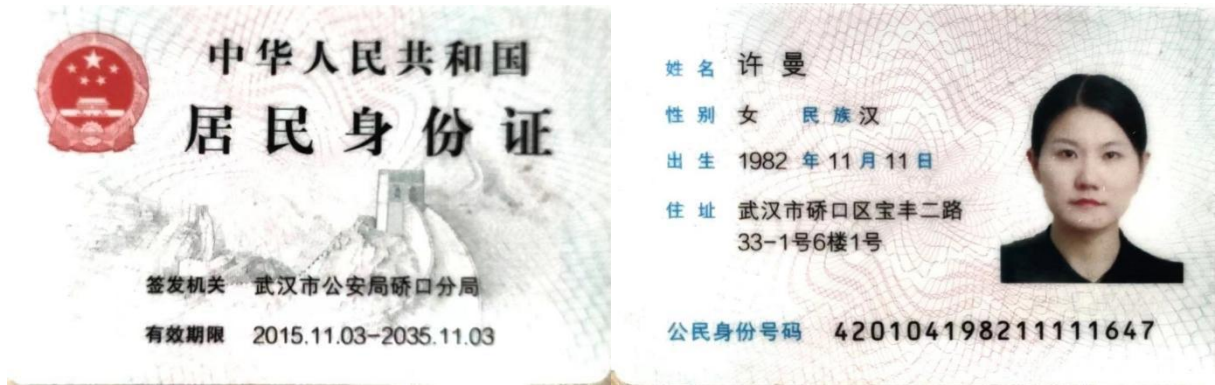 中华人民共和国
居民身份证
签发机关 武汉市公安局硚口分局
有效期限 2015.11.03-2035.11.03
姓名 许曼
性别 女 民族 汉
出生 1982 年 11 月 11 日
住址 武汉市硚口区宝丰二路
33-1号6楼1号
公民身份号码 420104198211111647